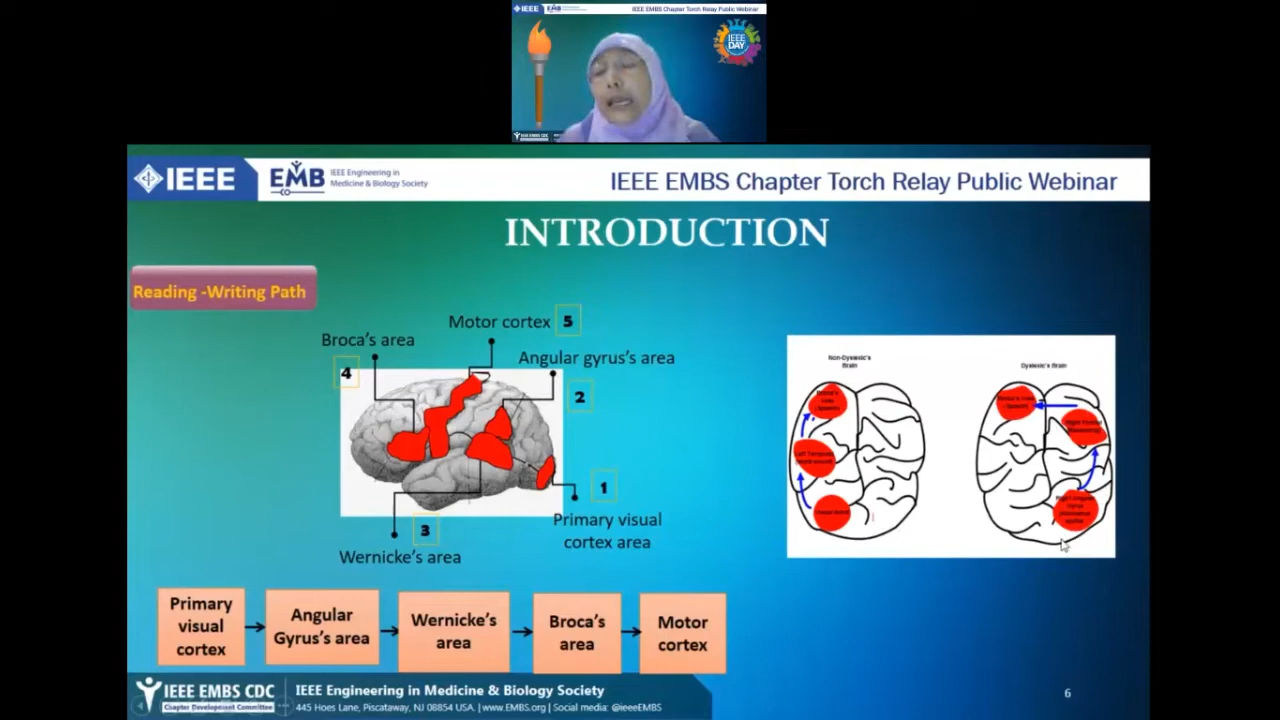 IEEE EMB
IEEE EMBS Chapter Torch Relay Public Webinar
IEEE
DAY
IEEE
EMB
IEEE Engineering in
Medicine & Biology Society
IEEE EMBS Chapter Torch Relay Public Webinar
INTRODUCTION
Reading -Writing Path
Motor cortex 5
Broca's area
4
Angular gyrus's area
2
1
Primary visual
cortex area
3
Wernicke's area
Non-Dyslexic's
Brain
Dyslexic's Brain
Primary
visual
cortex
Angular
Gyrus's area
Wernicke's
area
Broca's
area
Motor
cortex
IEEE EMBS CDC
Chapter Development Committee
IEEE Engineering in Medicine & Biology Society
445 Hoes Lane, Piscataway, NJ 08854 USA. | www.EMBS.org | Social media: @ieeeEMBS
6